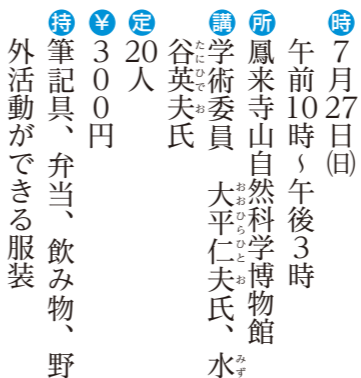 時7月27日㈰
午前10時～午後3時
所鳳来寺山自然科学博物館
講学術委員　大平仁夫氏、水
谷英夫氏
定20人
¥300円
持筆記具、弁当、飲み物、野
外活動ができる服装